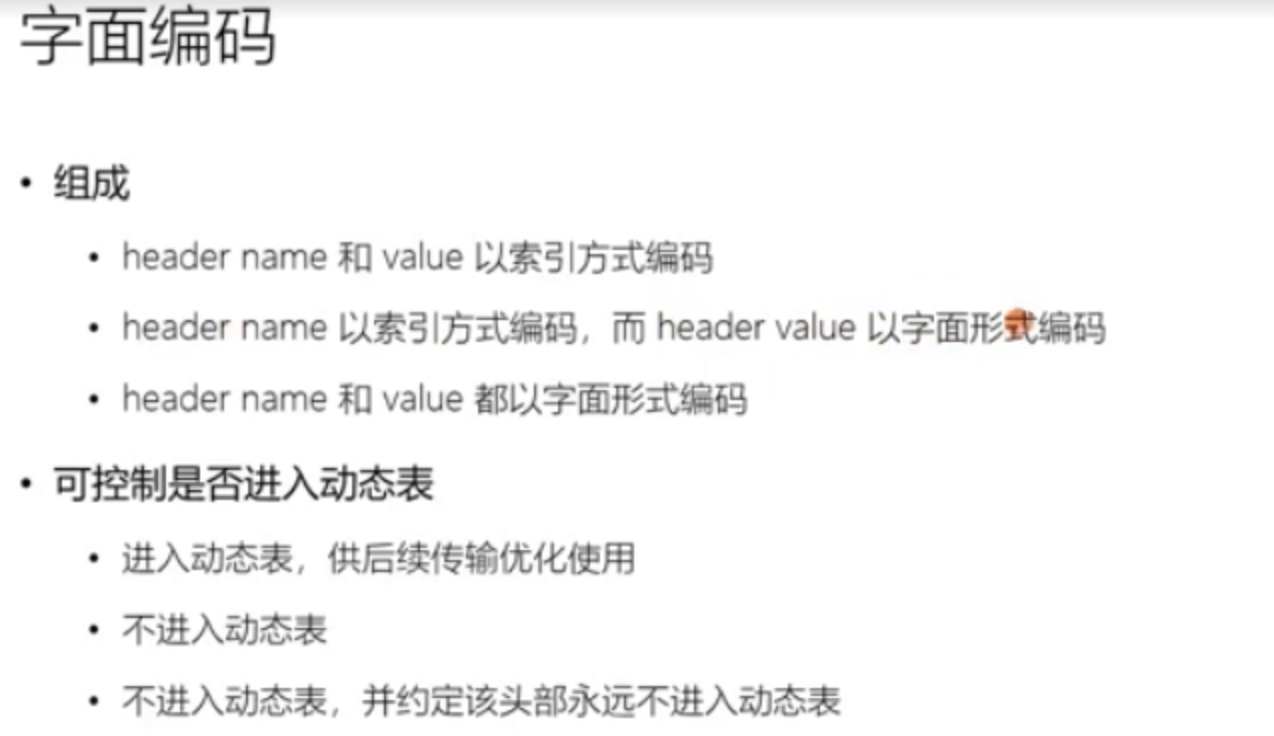 字面编码
• 组成
• header name 和 value 以索引方式编码
• header name 以索引方式编码，而 header value 以字面形式编码
• header name 和 value 都以字面形式编码
• 可控制是否进入动态表
• 进入动态表，供后续传输优化使用
• 不进入动态表
• 不进入动态表，并约定该头部永远不进入动态表